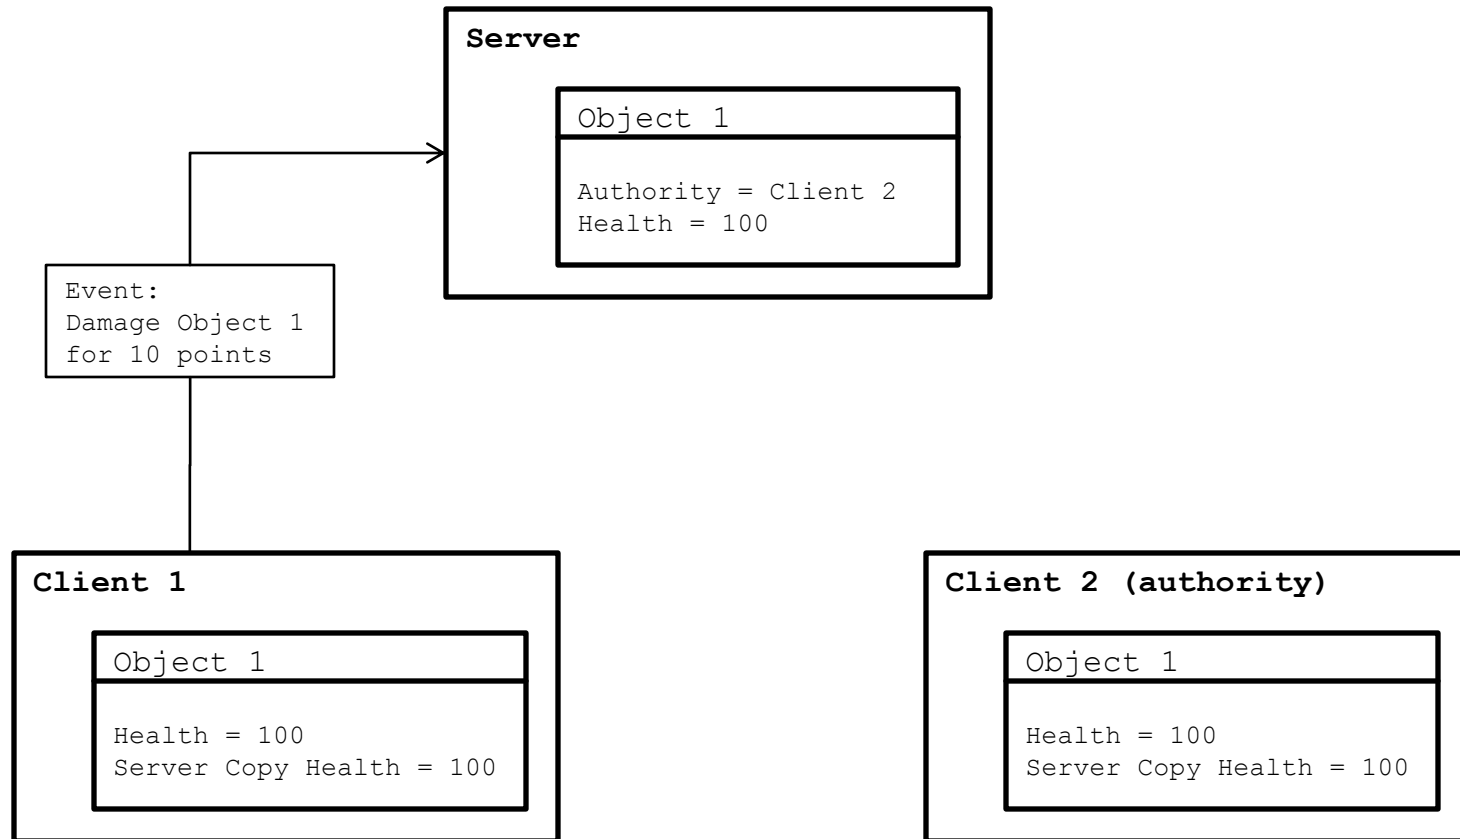 Server
Object 1
Authority = Client 2
Health = 100
Event:
Damage Object 1
for 10 points
Client 1
Object 1
Health = 100
Server Copy Health = 100
Client 2 (authority)
Object 1
Health = 100
Server Copy Health = 100